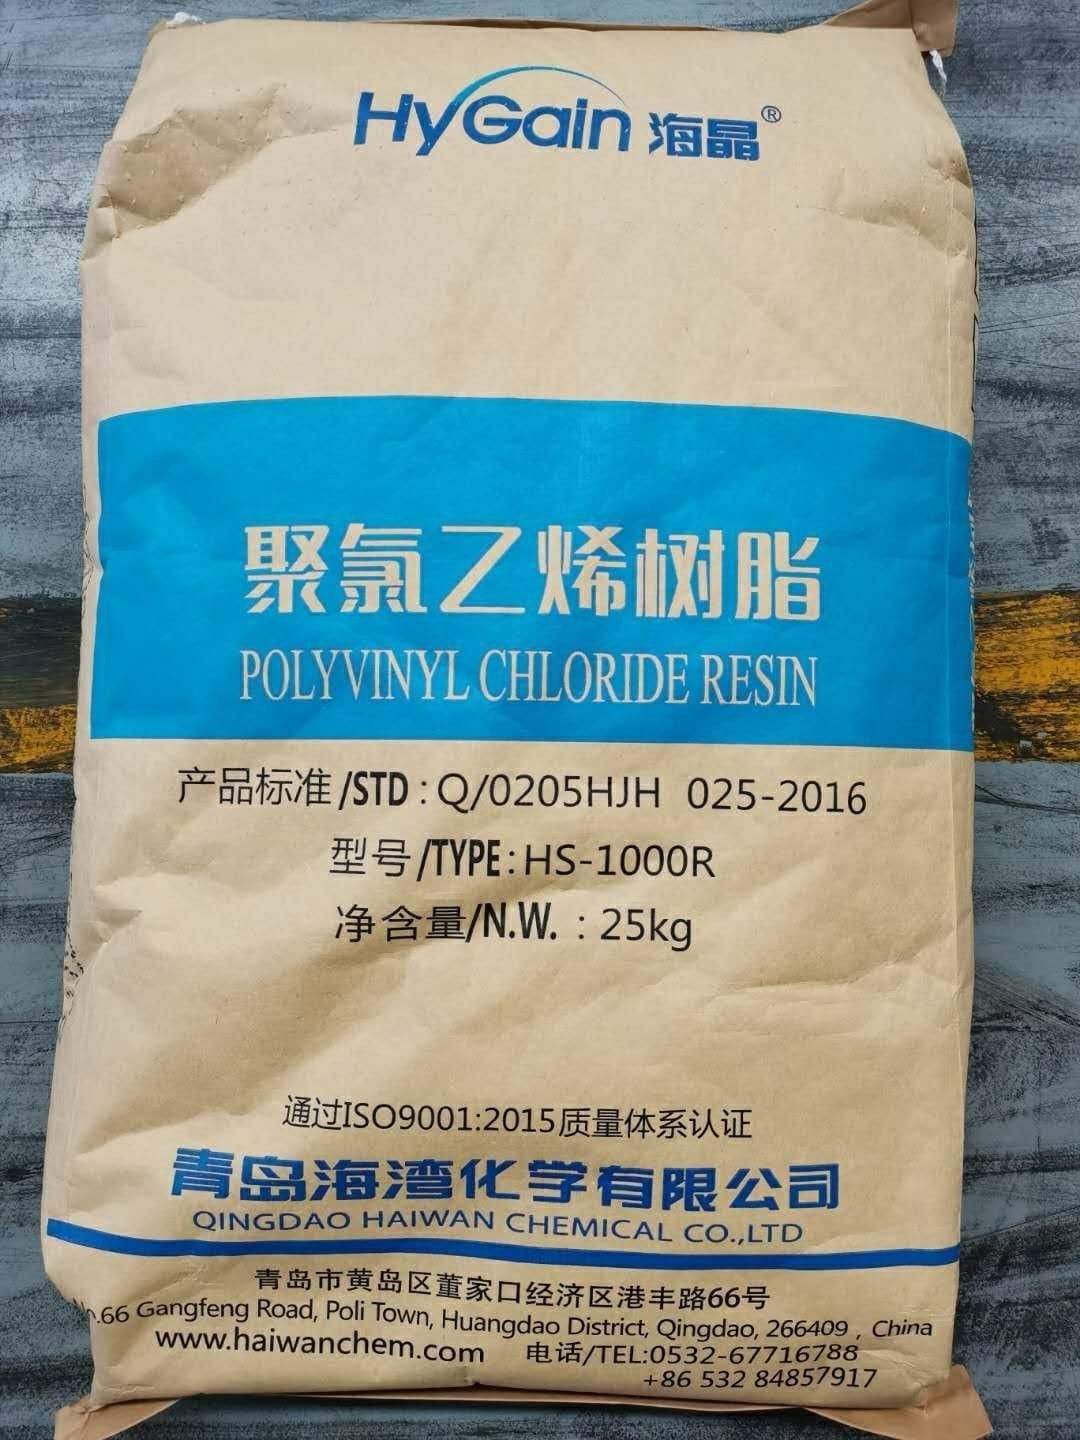 HyGain 海晶®
聚氯乙烯树脂
POLYVINYL CHLORIDE RESIN
产品标准/STD : Q/0205HJH 025-2016
型号/TYPE : HS-1000R
净含量/N.W. : 25kg
通过ISO9001:2015质量体系认证
青岛海湾化学有限公司
QINGDAO HAIWAN CHEMICAL CO.,LTD
青岛市黄岛区董家口经济区港丰路66号
No.66 Gangfeng Road, Poli Town, Huangdao District, Qingdao, 266409 , China
www.haiwanchem.com 电话/TEL:0532-67716788
+86 532 84857917